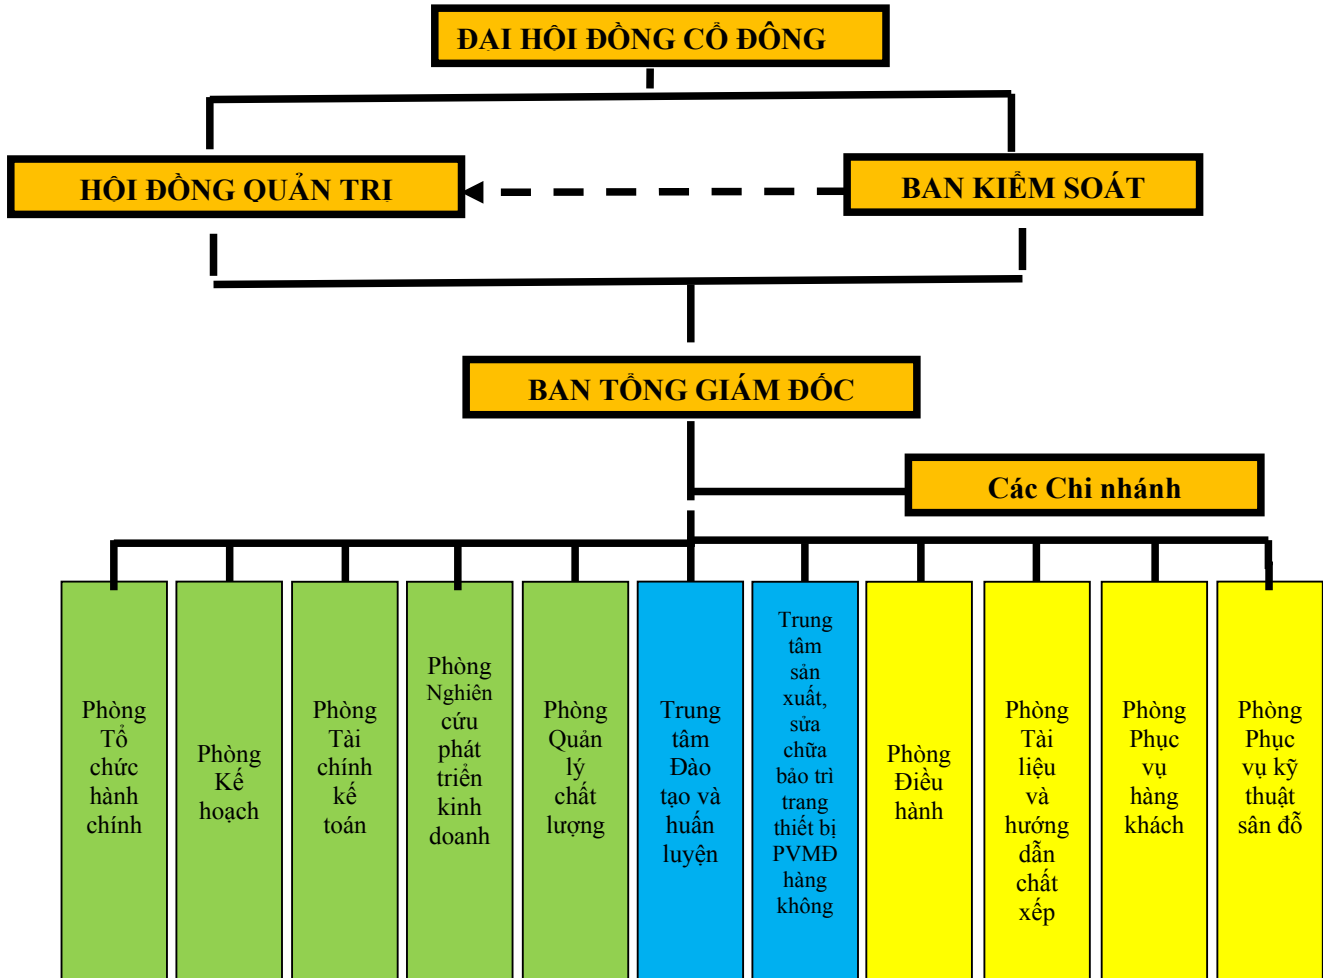 ĐẠI HỘI ĐỒNG CỔ ĐÔNG
HỘI ĐỒNG QUẢN TRỊ
BAN KIỂM SOÁT
BAN TỔNG GIÁM ĐỐC
Các Chi nhánh
Phòng
Tổ
chức
hành
chính
Phòng
Kế
hoạch
Phòng
Tài
chính
kế
toán
Phòng
Nghiên
cứu
phát
triển
kinh
doanh
Phòng
Quản
lý
chất
lượng
Trung
tâm
Đào
tạo và
huấn
luyện
Trung
tâm
sản
xuất,
sửa
chữa
bảo trì
trang
thiết bị
PVMĐ
hàng
không
Phòng
Điều
hành
Phòng
Tài
liệu
và
hướng
dẫn
chất
xếp
Phòng
Phục
vụ
hàng
khách
Phòng
Phục
vụ kỹ
thuật
sân đỗ